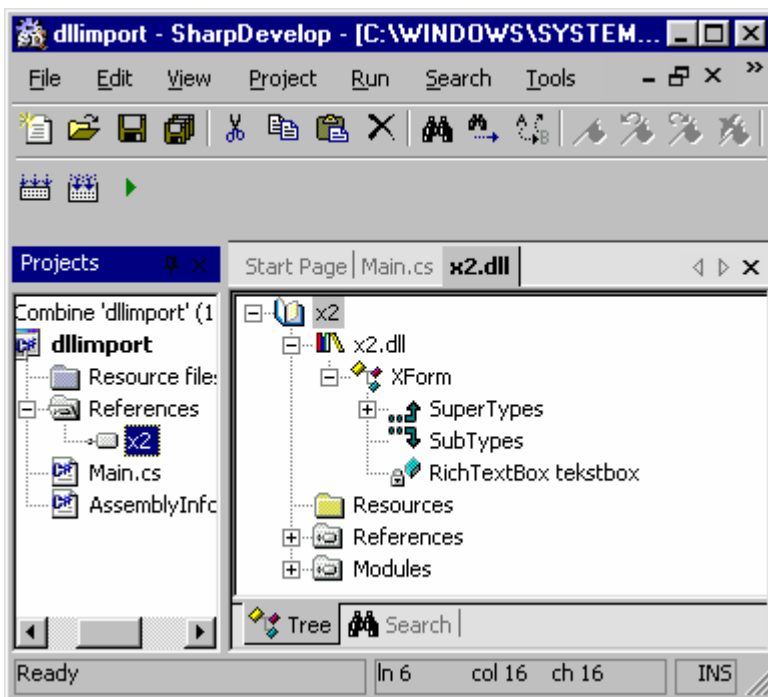 dllimport - SharpDevelop - [C:\WINDOWS\SYSTEM...
File Edit View Project Run Search Tools
Projects
Start Page Main.cs x2.dll
Combine 'dllimport' (1
dllimport
Resource file:
References
x2
Main.cs
AssemblyInfc
x2
x2.dll
XForm
SuperTypes
SubTypes
RichTextBox tekstbox
Resources
References
Modules
Tree Search
Ready ln 6 col 16 ch 16 INS